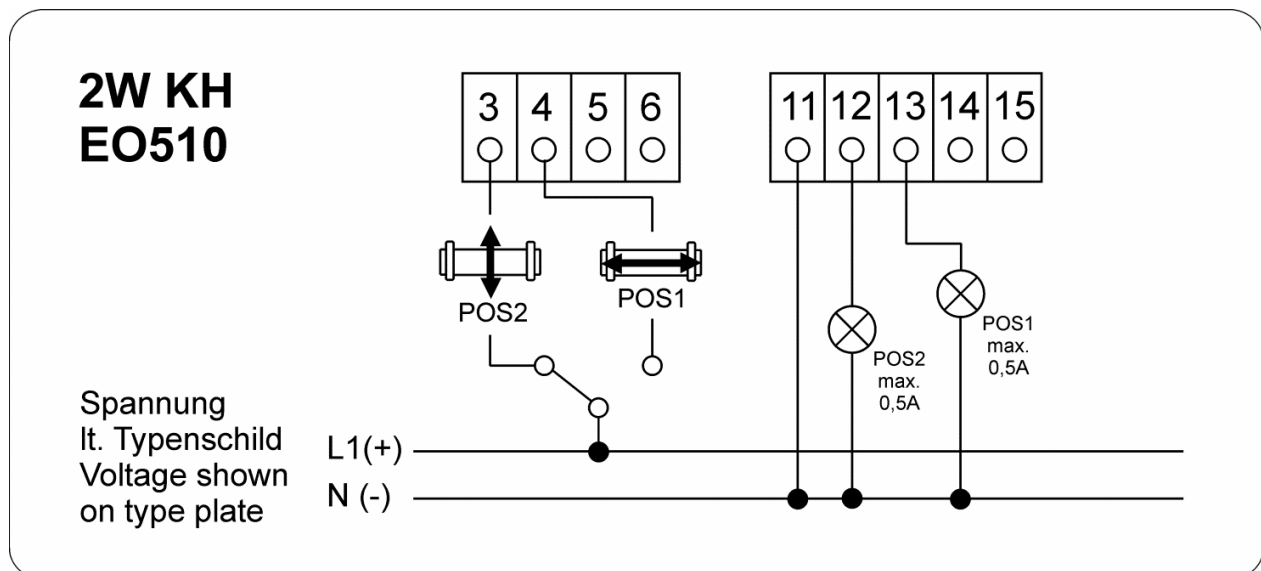 2W KH
EO510
3 4 5 6
11 12 13 14 15
POS2
POS1
POS1
max.
0,5A
POS2
max.
0,5A
Spannung
lt. Typenschild
Voltage shown
on type plate
L1(+)
N (-)